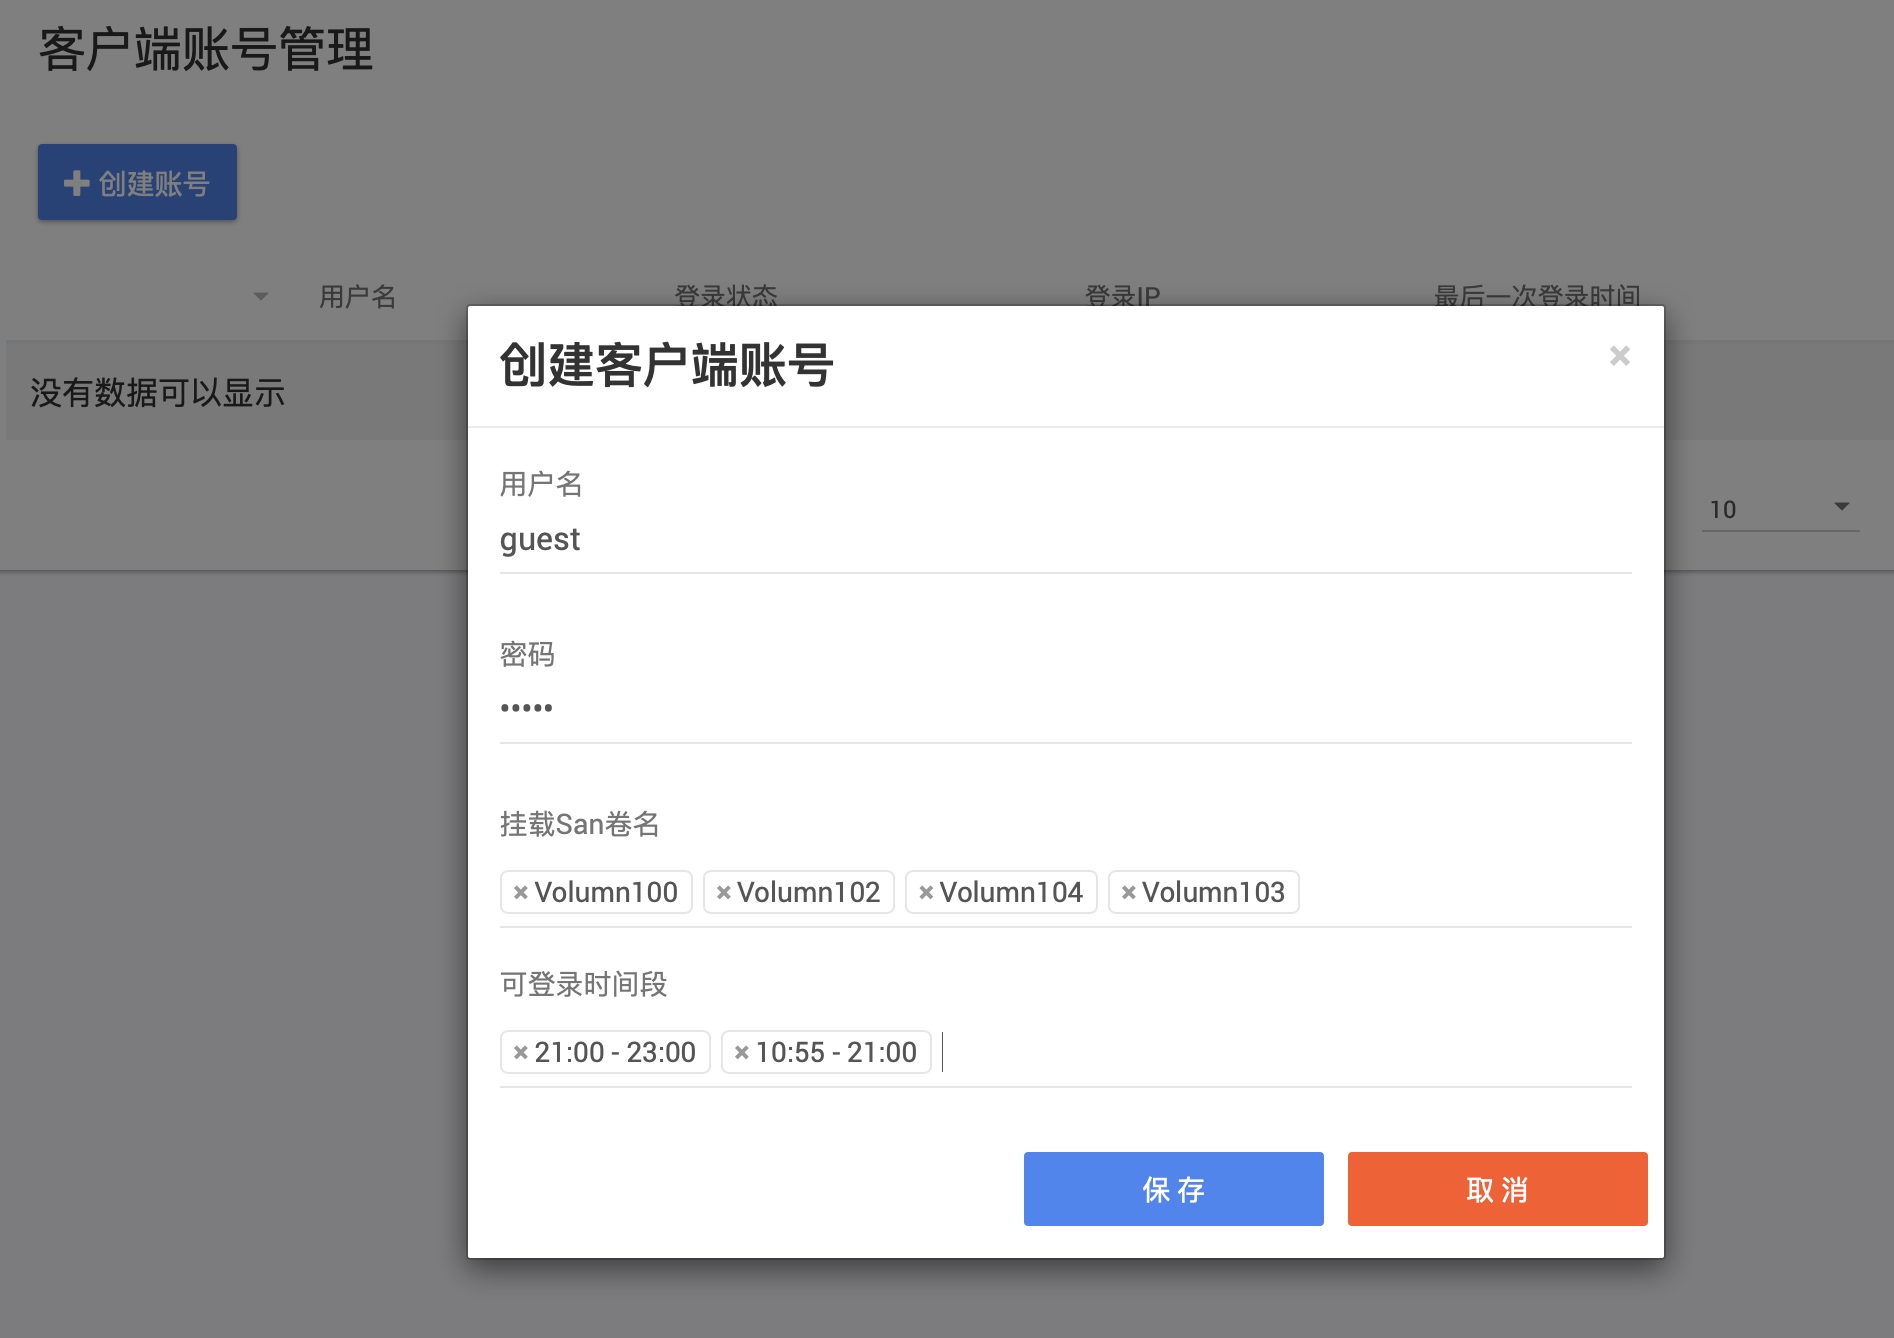 客户端账号管理
创建账号
用户名 登录状态 登录IP 最后一次登录时间
没有数据可以显示
10
创建客户端账号
用户名
guest
密码
•••••
挂载San卷名
Volumn100 Volumn102 Volumn104 Volumn103
可登录时间段
21:00 - 23:00 10:55 - 21:00
保 存 取 消